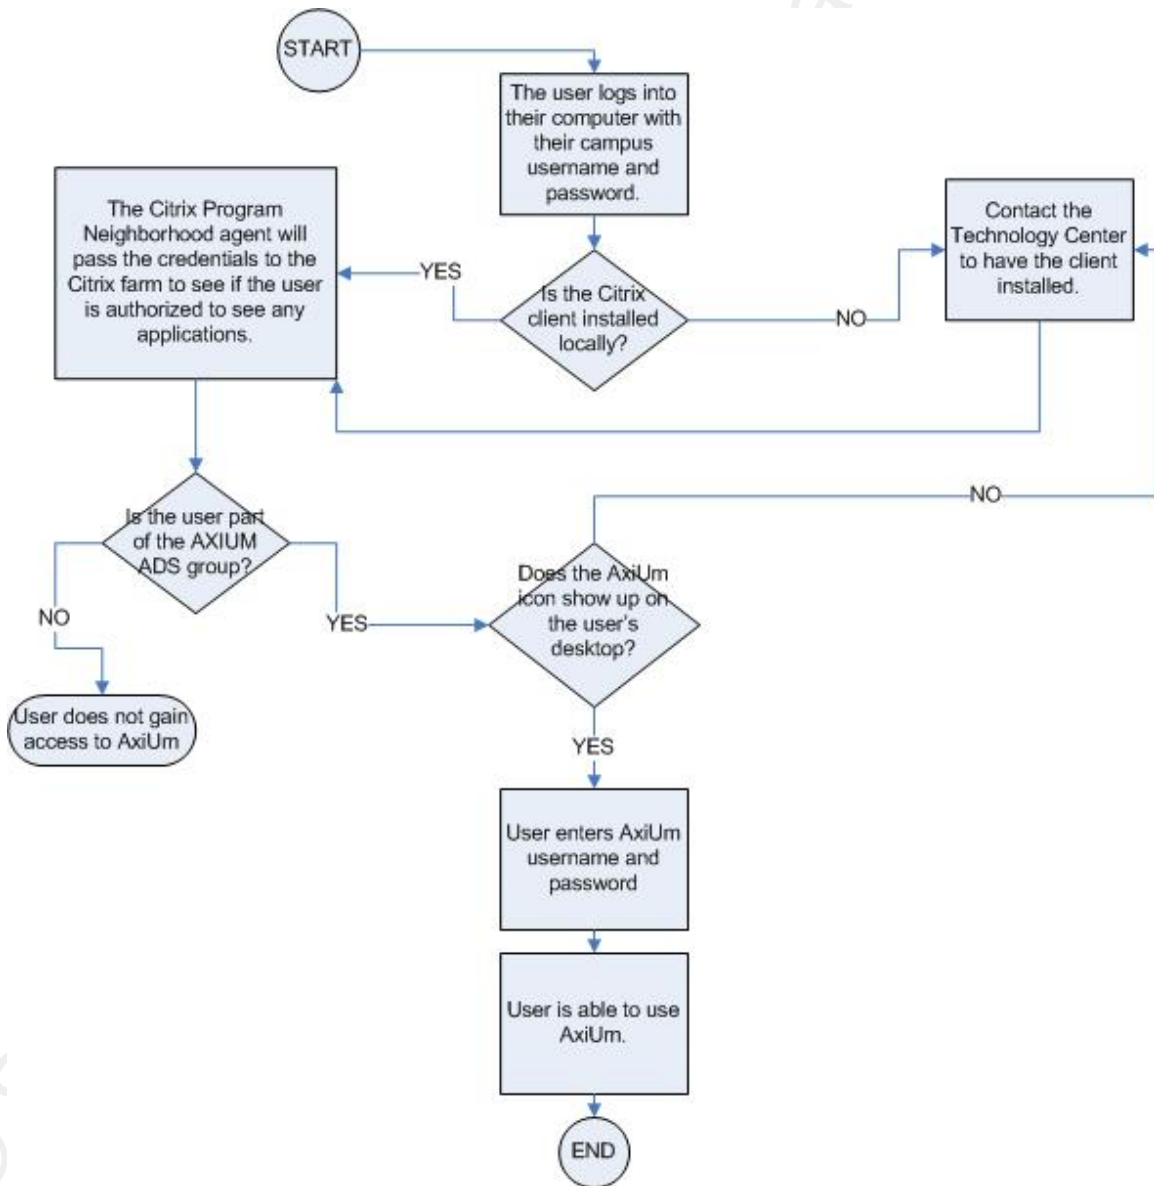 START
The user logs into
their computer with
their campus
username and
password.
The Citrix Program
Neighborhood agent will
pass the credentials to the
Citrix farm to see if the user
is authorized to see any
applications.
Contact the
Technology Center
to have the client
installed.
YES
Is the Citrix
client installed
locally?
NO
NO
Is the user part
of the AXIUM
ADS group?
Does the AxiUm
icon show up on
the user's
desktop?
NO
YES
User does not gain
access to AxiUm
YES
User enters AxiUm
username and
password
User is able to use
AxiUm.
END